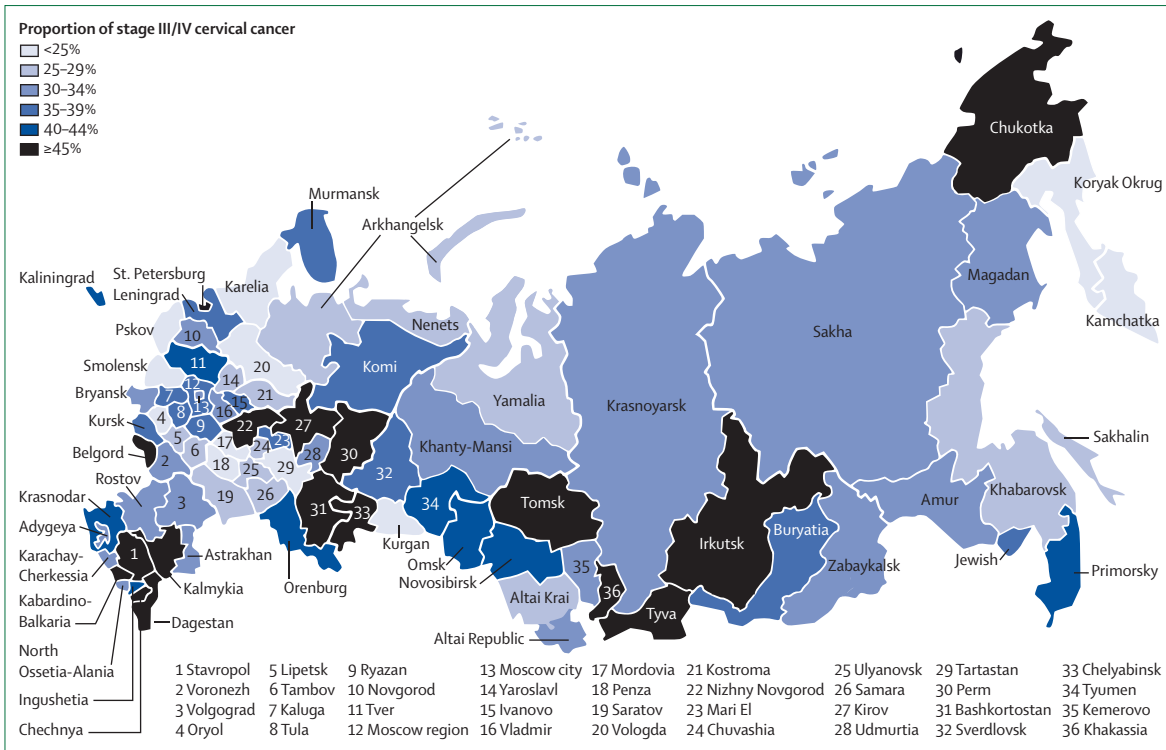 Proportion of stage III/IV cervical cancer
<25%
25–29%
30–34%
35–39%
40–44%
≥45%
Chukotka
Koryak Okrug
Murmansk
Arkhangelsk
Magadan
Kaliningrad
St. Petersburg
Leningrad
Karelia
Kamchatka
Nenets
Sakha
Pskov
10
Smolensk
11
20
Komi
Bryansk
12
14
7
13
15
21
Yamalia
Krasnoyarsk
Kursk
4
8
16
9
22
27
Khanty-Mansi
Sakhalin
Belgord
5
6
17
24
23
28
30
2
18
25
29
32
Rostov
3
19
26
31
33
34
Tomsk
Amur
Khabarovsk
Krasnodar
Adygeya
Karachay-
Cherkessia
1
Astrakhan
Kurgan
Omsk
Novosibirsk
35
Irkutsk
Buryatia
Zabaykalsk
Jewish
Primorsky
Kabardino-
Balkaria
Kalmykia
Orenburg
Altai Krai
36
Tyva
Dagestan
Altai Republic
North
Ossetia-Alania
Ingushetia
Chechnya
1 Stavropol
2 Voronezh
3 Volgograd
4 Oryol
5 Lipetsk
6 Tambov
7 Kaluga
8 Tula
9 Ryazan
10 Novgorod
11 Tver
12 Moscow region
13 Moscow city
14 Yaroslavl
15 Ivanovo
16 Vladmir
17 Mordovia
18 Penza
19 Saratov
20 Vologda
21 Kostroma
22 Nizhny Novgorod
23 Mari El
24 Chuvashia
25 Ulyanovsk
26 Samara
27 Kirov
28 Udmurtia
29 Tartastan
30 Perm
31 Bashkortostan
32 Sverdlovsk
33 Chelyabinsk
34 Tyumen
35 Kemerovo
36 Khakassia